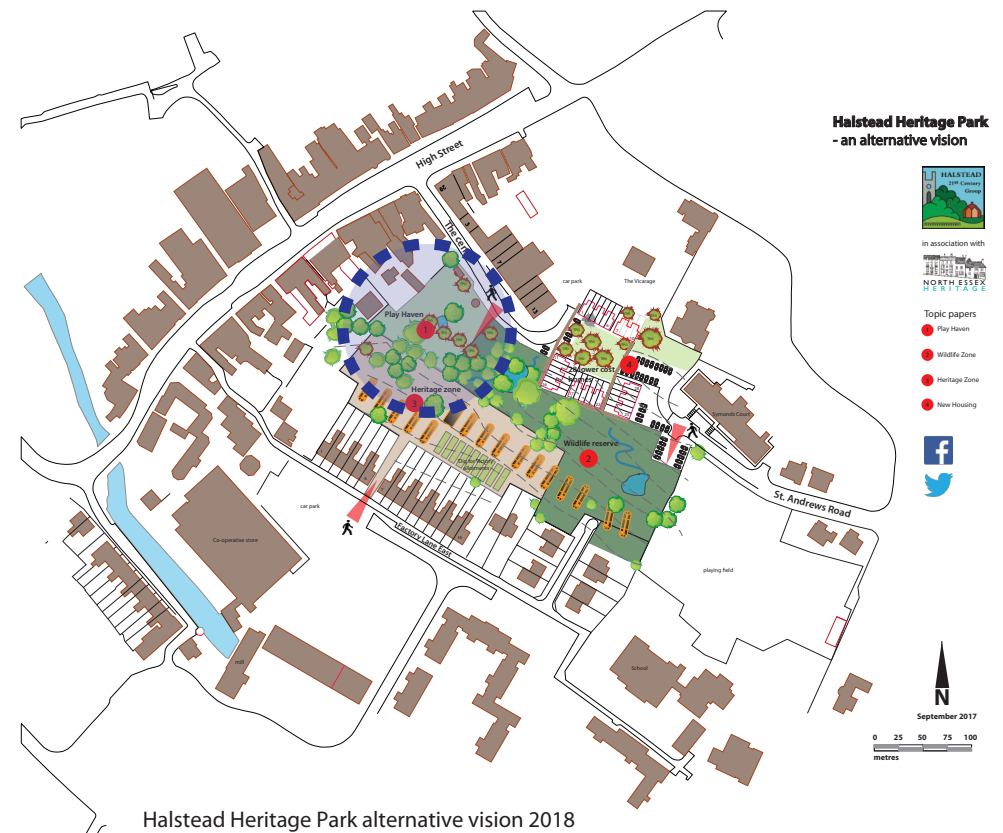 Halstead Heritage Park
- an alternative vision
HALSTEAD
21st Century
Group
in association with
NORTH ESSEX
HERITAGE
Topic papers
1 Play Haven
2 Wildlife Zone
3 Heritage Zone
4 New Housing
High Street
5
7
13
car park
The Vicarage
Play Haven
1
4
lower cost
homes
Heritage zone
3
Symonds Court
Wildlife reserve
2
St. Andrews Road
car park
Factory Lane East
Co-operative store
playing field
mill
School
N
September 2017
0 25 50 75 100
metres
Halstead Heritage Park alternative vision 2018